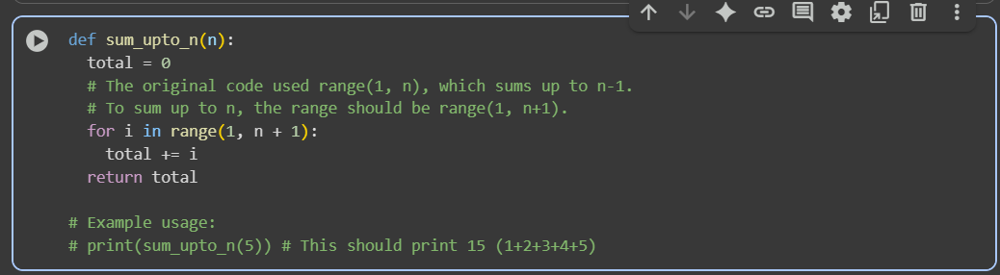 def sum_upto_n(n):
  total = 0
  # The original code used range(1, n), which sums up to n-1.
  # To sum up to n, the range should be range(1, n+1).
  for i in range(1, n + 1):
    total += i
  return total

# Example usage:
# print(sum_upto_n(5)) # This should print 15 (1+2+3+4+5)